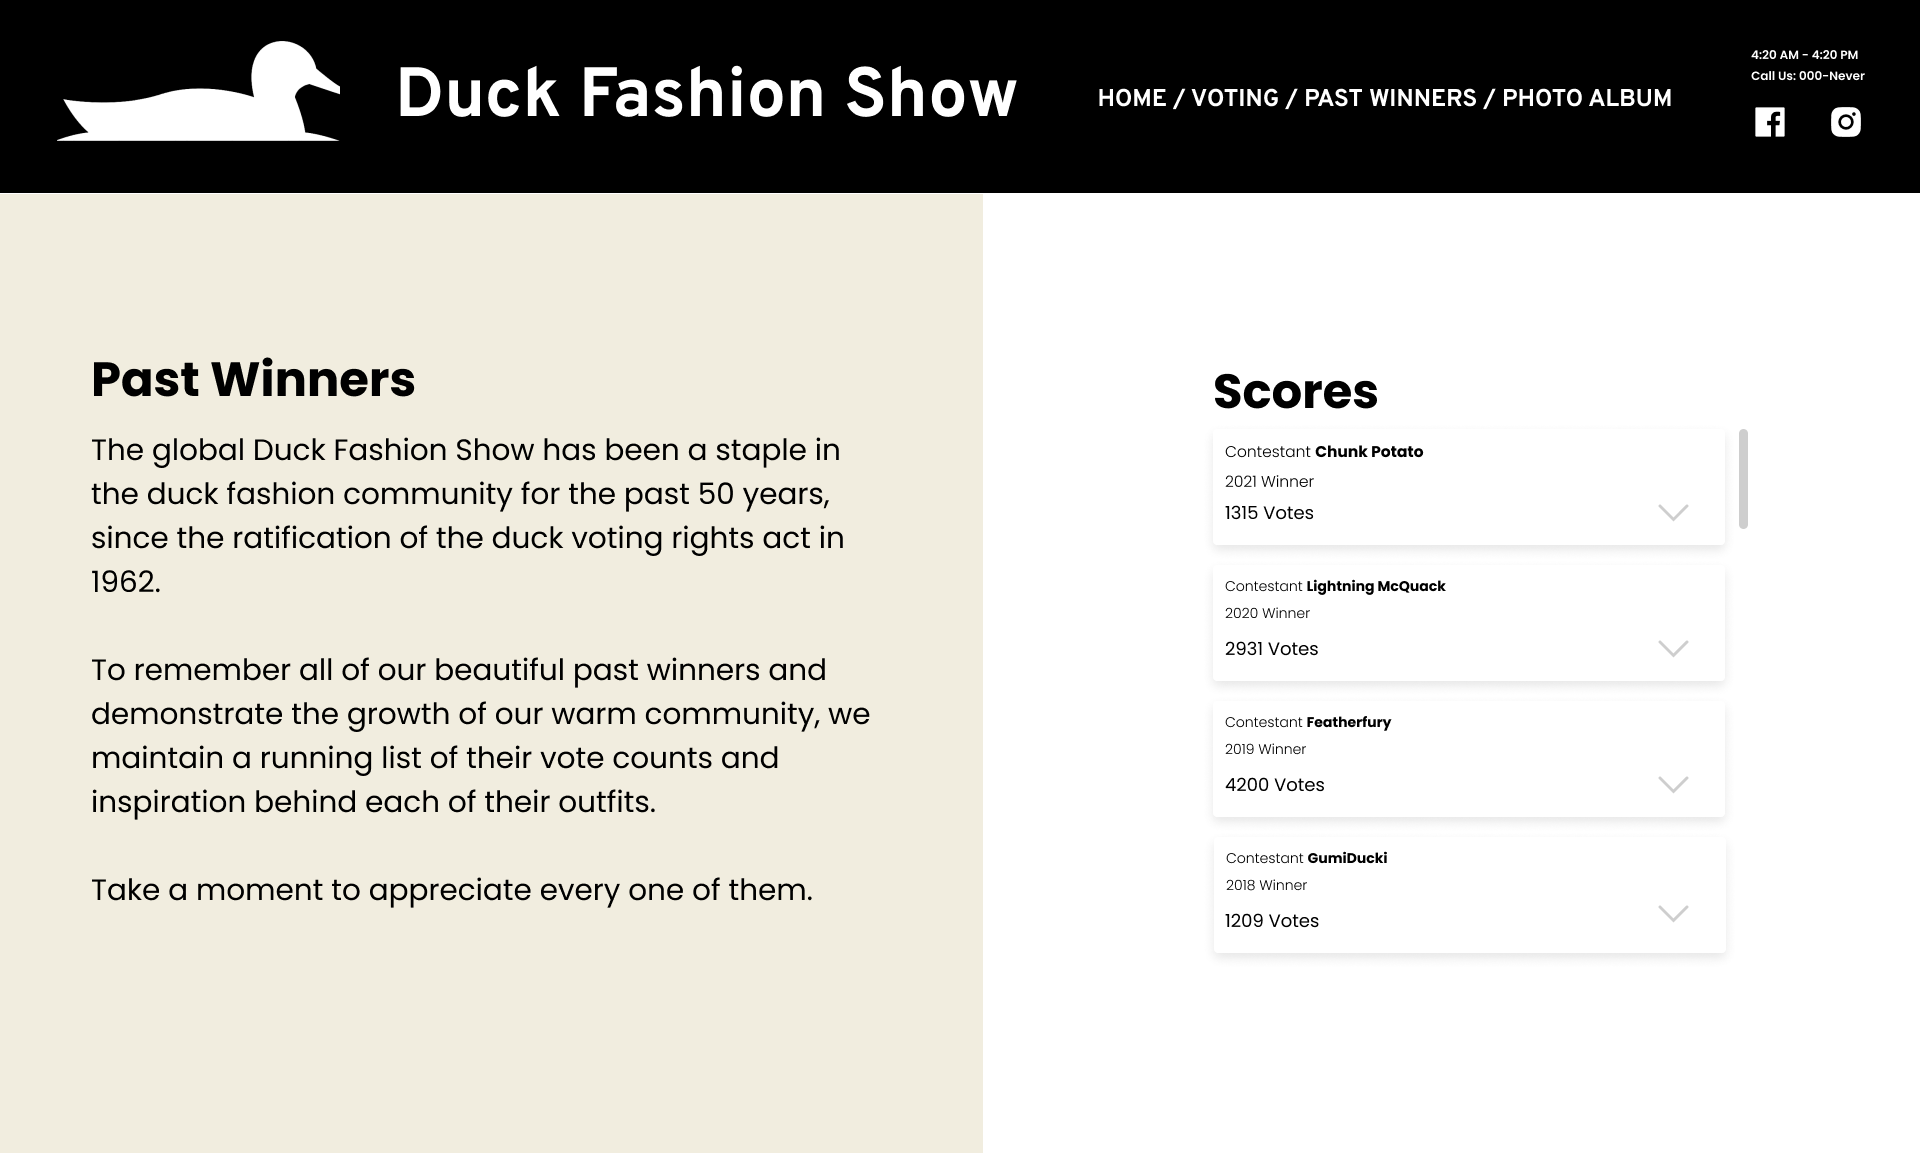 Duck Fashion Show
HOME / VOTING / PAST WINNERS / PHOTO ALBUM
4:20 AM - 4:20 PM
Call Us: 000-Never
Past Winners
The global Duck Fashion Show has been a staple in
the duck fashion community for the past 50 years,
since the ratification of the duck voting rights act in
1962.
To remember all of our beautiful past winners and
demonstrate the growth of our warm community, we
maintain a running list of their vote counts and
inspiration behind each of their outfits.
Take a moment to appreciate every one of them.
Scores
Contestant Chunk Potato
2021 Winner
1315 Votes
Contestant Lightning McQuack
2020 Winner
2931 Votes
Contestant Featherfury
2019 Winner
4200 Votes
Contestant GumiDucki
2018 Winner
1209 Votes